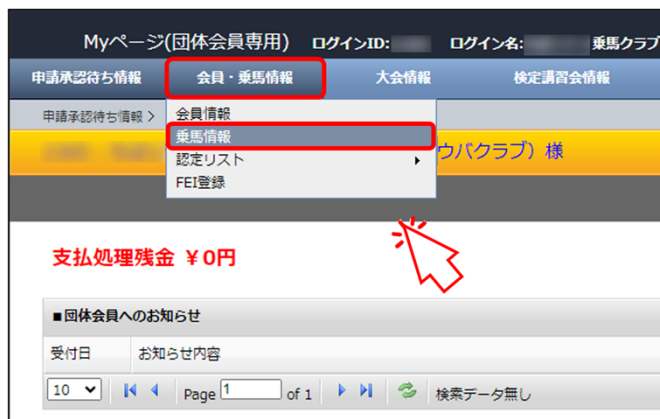 Myページ(団体会員専用) ログインID: ログイン名: 乗馬クラブ
申請承認待ち情報 会員・乗馬情報 大会情報 検定講習会情報
申請承認待ち情報 >
会員情報
乗馬情報
認定リスト
FEI登録
ウバクラブ）様
支払処理残金 ￥0円
■団体会員へのお知らせ
受付日 お知らせ内容
10 Page 1 of 1 検索データ無し